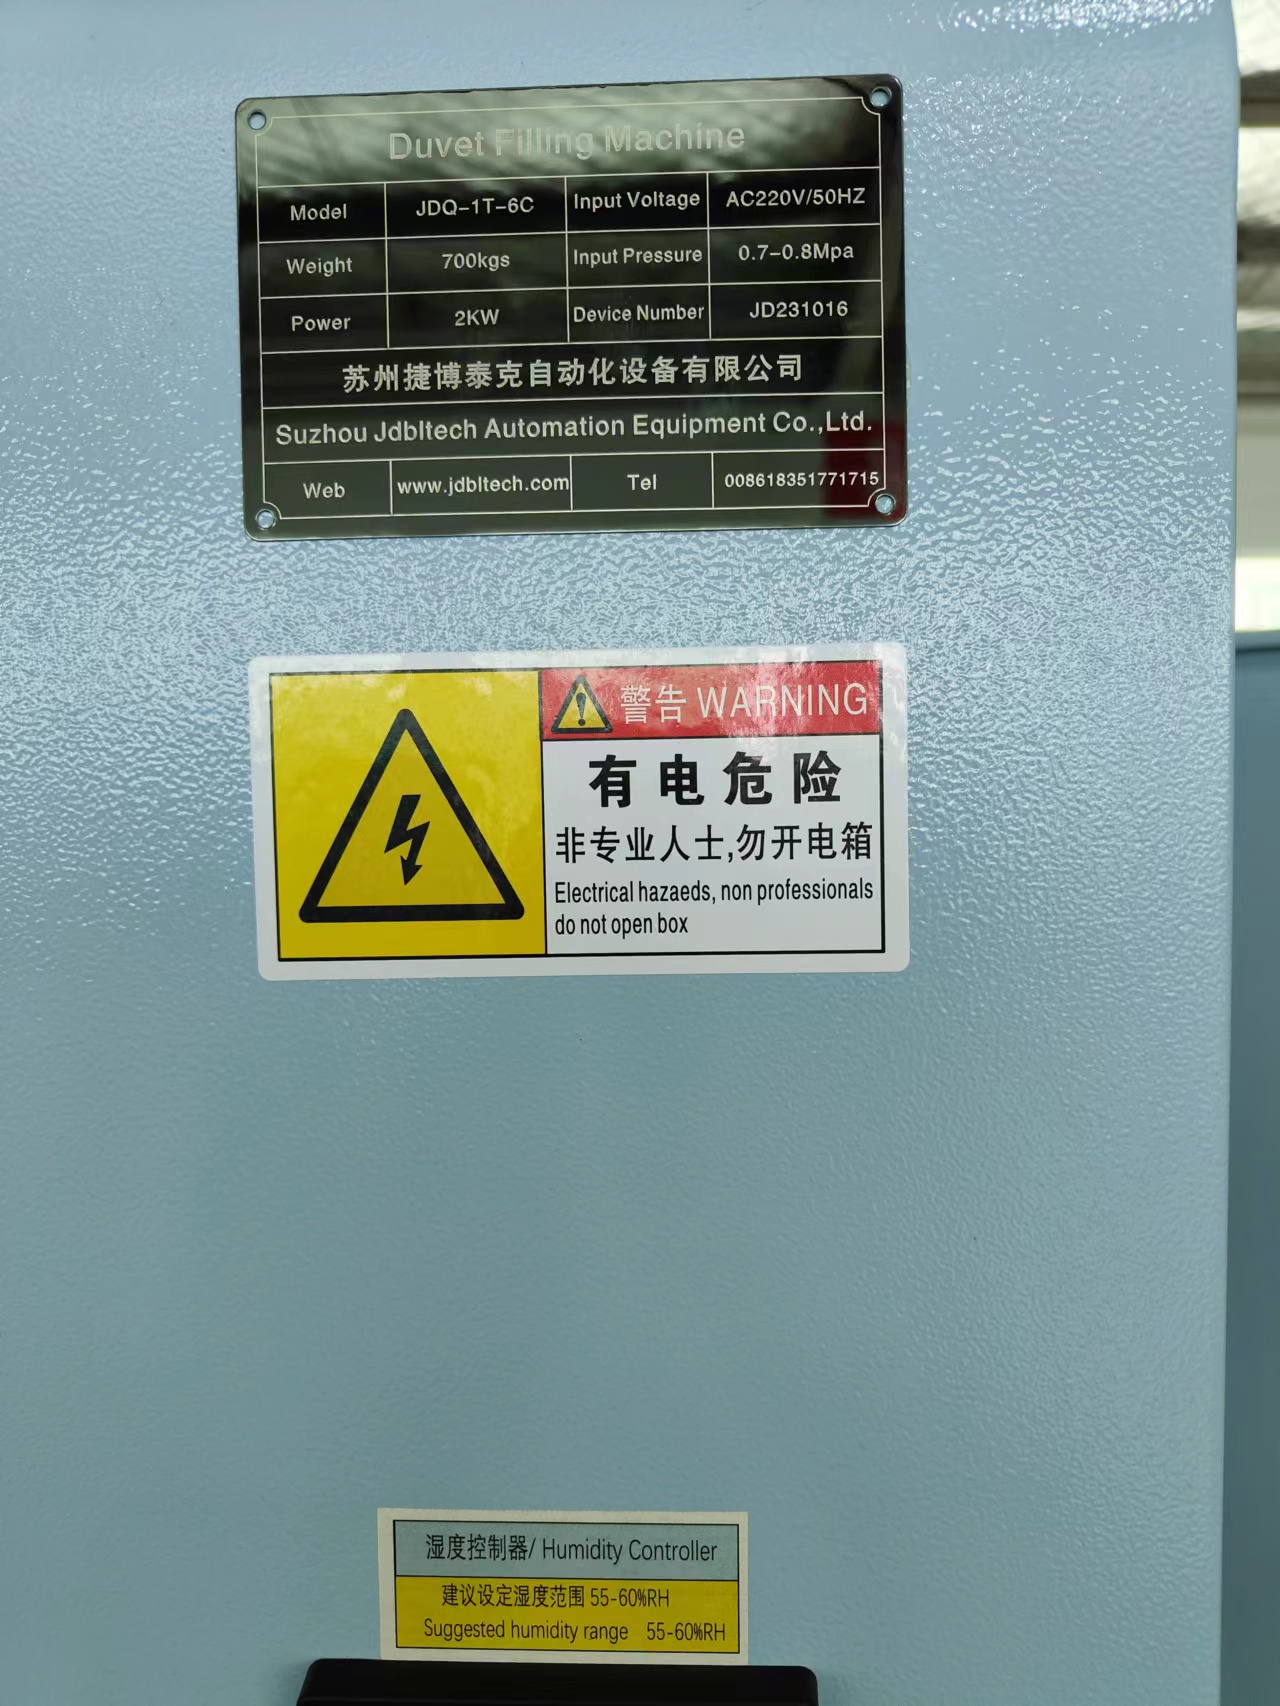 Duvet Filling Machine
Model JDQ-1T-6C Input Voltage AC220V/50HZ
Weight 700kgs Input Pressure 0.7-0.8Mpa
Power 2KW Device Number JD231016
苏州捷博泰克自动化设备有限公司
Suzhou Jdbltech Automation Equipment Co.,Ltd.
Web www.jdbltech.com Tel 008618351771715
警告 WARNING
有电危险
非专业人士,勿开电箱
Electrical hazaeds, non professionals
do not open box
湿度控制器/ Humidity Controller
建议设定湿度范围 55-60%RH
Suggested humidity range 55-60%RH